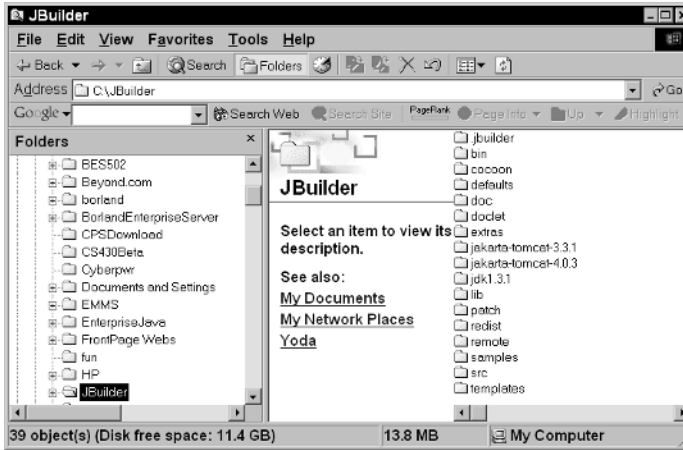 JBuilder
File Edit View Favorites Tools Help
Back Search Folders
Address C:\JBuilder Go
Google Search Web Search Site PageRank Page Info Up Highlight
Folders ×
BES502
Beyond.com
borland
BorlandEnterpriseServer
CPSDownload
CS430Beta
Cyberpwr
Documents and Settings
EMMS
EnterpriseJava
FrontPage Webs
fun
HP
JBuilder
JBuilder
Select an item to view its
description.
See also:
My Documents
My Network Places
Yoda
.jbuilder
bin
cocoon
defaults
doc
doclet
extras
jakarta-tomcat-3.3.1
jakarta-tomcat-4.0.3
jdk1.3.1
lib
patch
redist
remote
samples
src
templates
39 object(s) (Disk free space: 11.4 GB) 13.8 MB My Computer